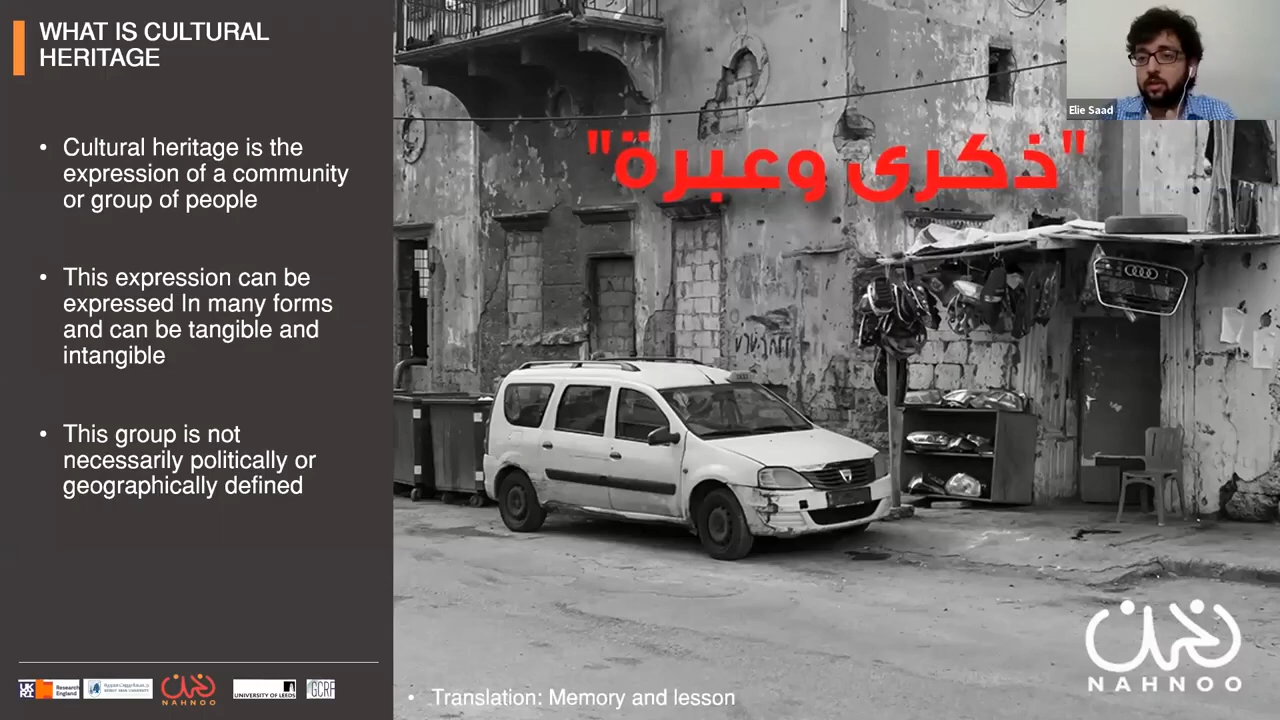 WHAT IS CULTURAL
HERITAGE
• Cultural heritage is the
expression of a community
or group of people
• This expression can be
expressed In many forms
and can be tangible and
intangible
• This group is not
necessarily politically or
geographically defined
"ذكرى وعبرة"
Elie Saad
• Translation: Memory and lesson
نحن
NAHNOO
Research
England
نحن
NAHNOO
UNIVERSITY OF LEEDS
GCRF